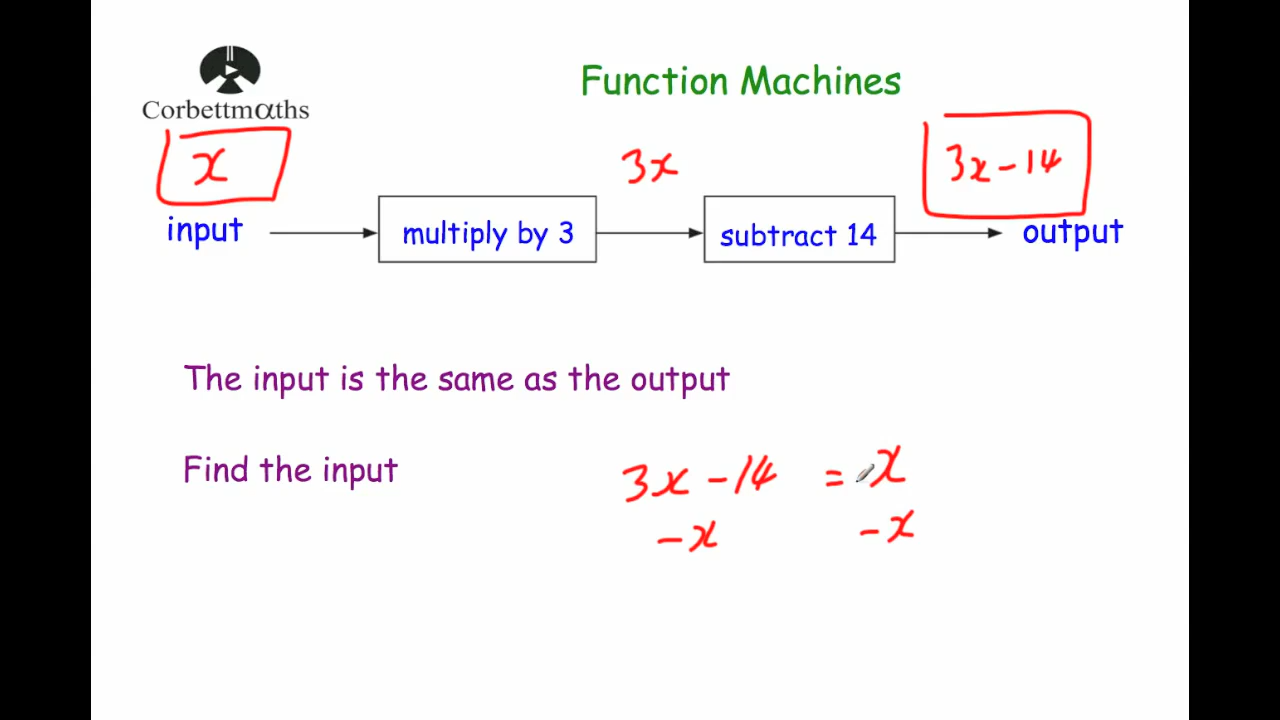 Function Machines
Corbettmαths
x
3x
3x - 14
input
multiply by 3
subtract 14
output
The input is the same as the output
Find the input
3x - 14 = x
-x -x